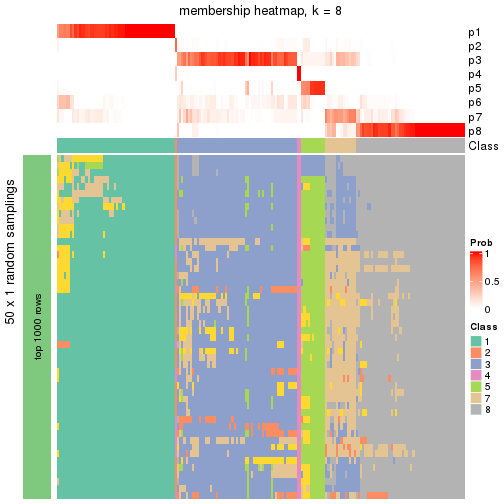 membership heatmap, k = 8
p1
p2
p3
p4
p5
p6
p7
p8
Class
50 x 1 random samplings
top 1000 rows
Prob
1
0.5
0
Class
1
2
3
4
5
7
8